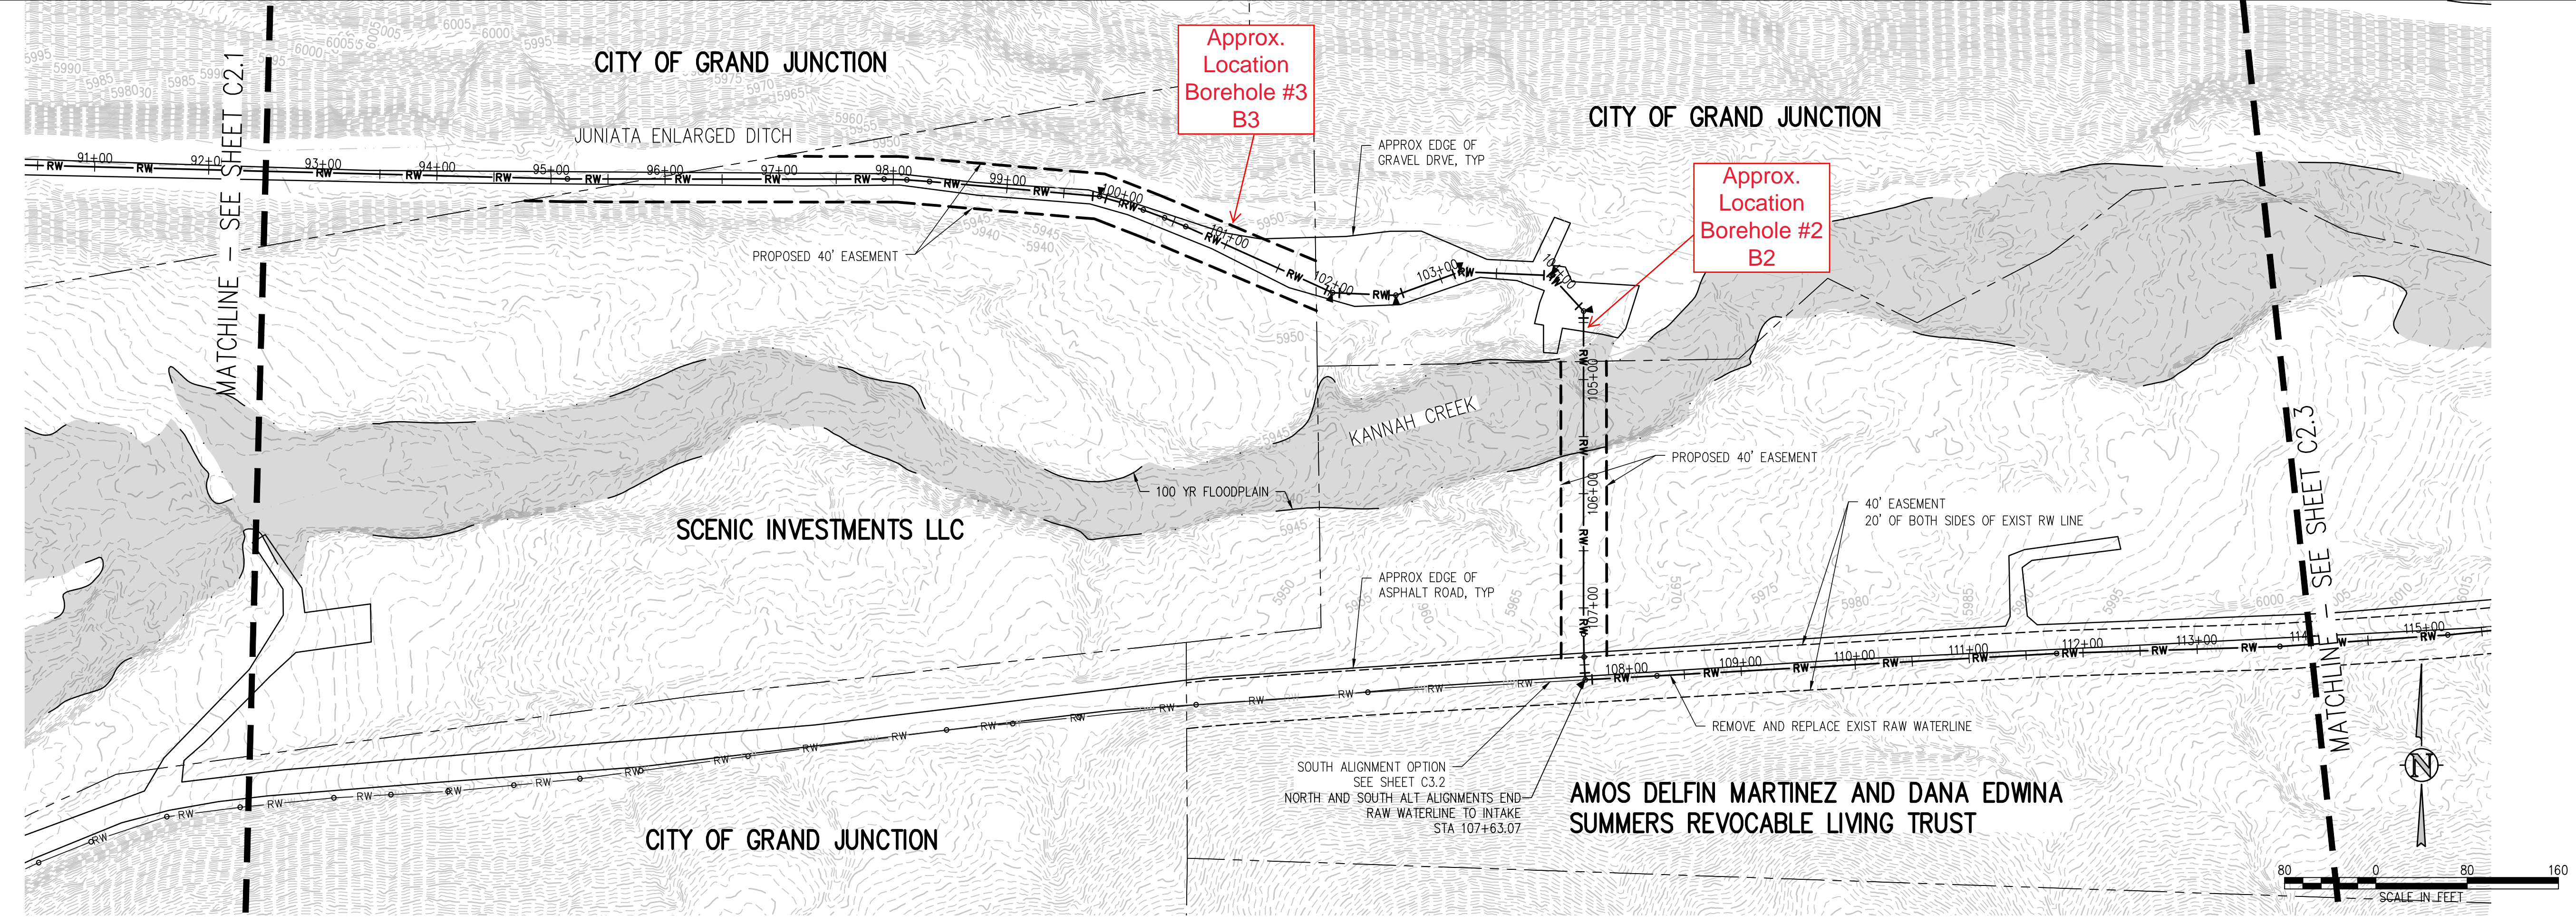 MATCHLINE - SEE SHEET C2.1
CITY OF GRAND JUNCTION
JUNIATA ENLARGED DITCH
Approx.
Location
Borehole #3
B3
APPROX EDGE OF
GRAVEL DRVE, TYP
CITY OF GRAND JUNCTION
Approx.
Location
Borehole #2
B2
91+00
93+00
94+00
95+00
96+00
97+00
98+00
99+00
100+00
101+00
102+00
103+00
RW
PROPOSED 40' EASEMENT
KANNAH CREEK
105+00
106+00
107+00
100 YR FLOODPLAIN
PROPOSED 40' EASEMENT
SCENIC INVESTMENTS LLC
40' EASEMENT
20' OF BOTH SIDES OF EXIST RW LINE
APPROX EDGE OF
ASPHALT ROAD, TYP
108+00
109+00
110+00
111+00
112+00
113+00
115+00
REMOVE AND REPLACE EXIST RAW WATERLINE
SOUTH ALIGNMENT OPTION
SEE SHEET C3.2
NORTH AND SOUTH ALT ALIGNMENTS END
RAW WATERLINE TO INTAKE
STA 107+63.07
AMOS DELFIN MARTINEZ AND DANA EDWINA
SUMMERS REVOCABLE LIVING TRUST
CITY OF GRAND JUNCTION
MATCHLINE - SEE SHEET C2.3
N
80 0 80 160
SCALE IN FEET